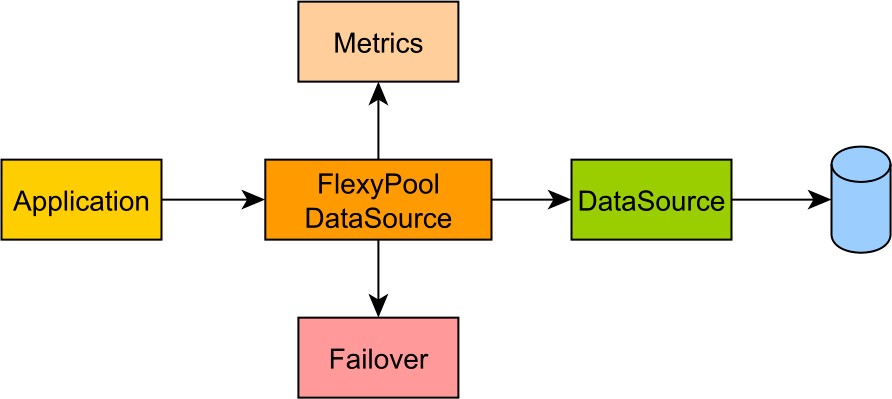 Metrics
Application
FlexyPool
DataSource
DataSource
Failover